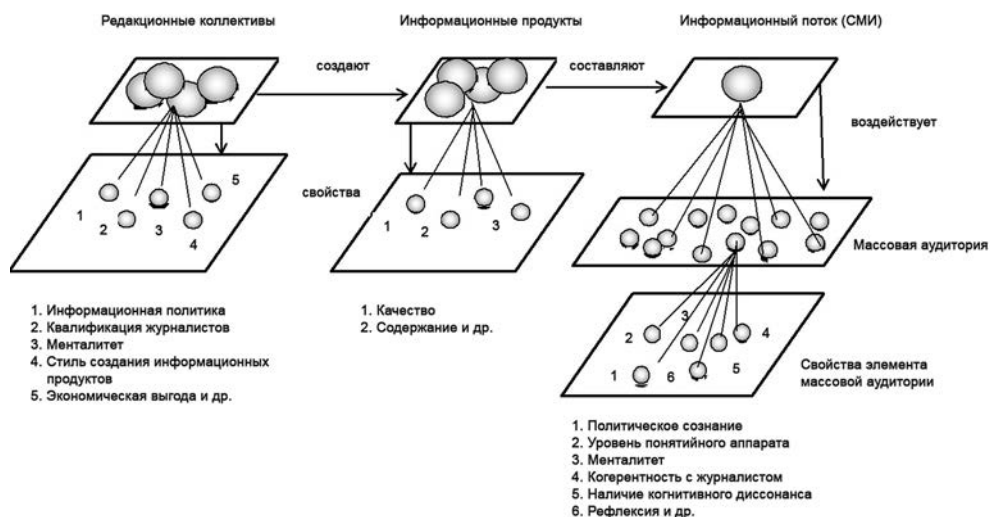 Редакционные коллективы
Информационные продукты
Информационный поток (СМИ)
создают
составляют
воздействует
свойства
1
2
3
4
5
1
2
3
Массовая аудитория
1
2
3
4
5
6
Свойства элемента
массовой аудитории
1. Информационная политика
2. Квалификация журналистов
3. Менталитет
4. Стиль создания информационных
продуктов
5. Экономическая выгода и др.
1. Качество
2. Содержание и др.
1. Политическое сознание
2. Уровень понятийного аппарата
3. Менталитет
4. Когерентность с журналистом
5. Наличие когнитивного диссонанса
6. Рефлексия и др.